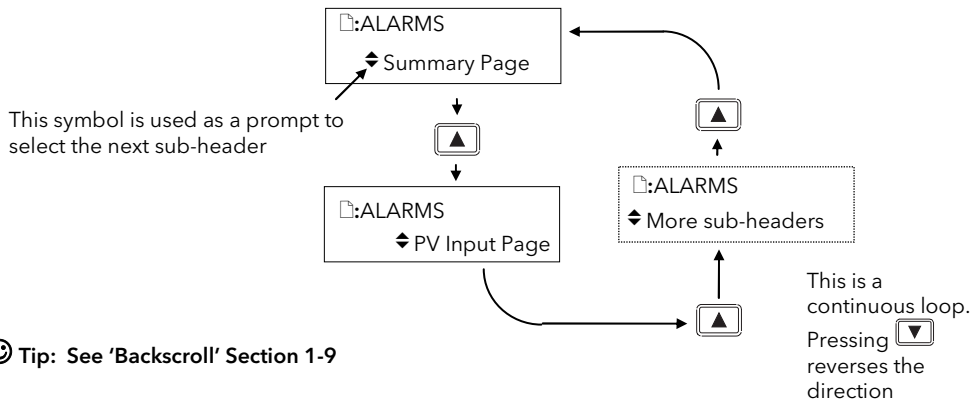 :ALARMS
Summary Page
This symbol is used as a prompt to
select the next sub-header
:ALARMS
PV Input Page
:ALARMS
More sub-headers
This is a
continuous loop.
Pressing ▼
reverses the
direction
Tip: See ‘Backscroll’ Section 1-9